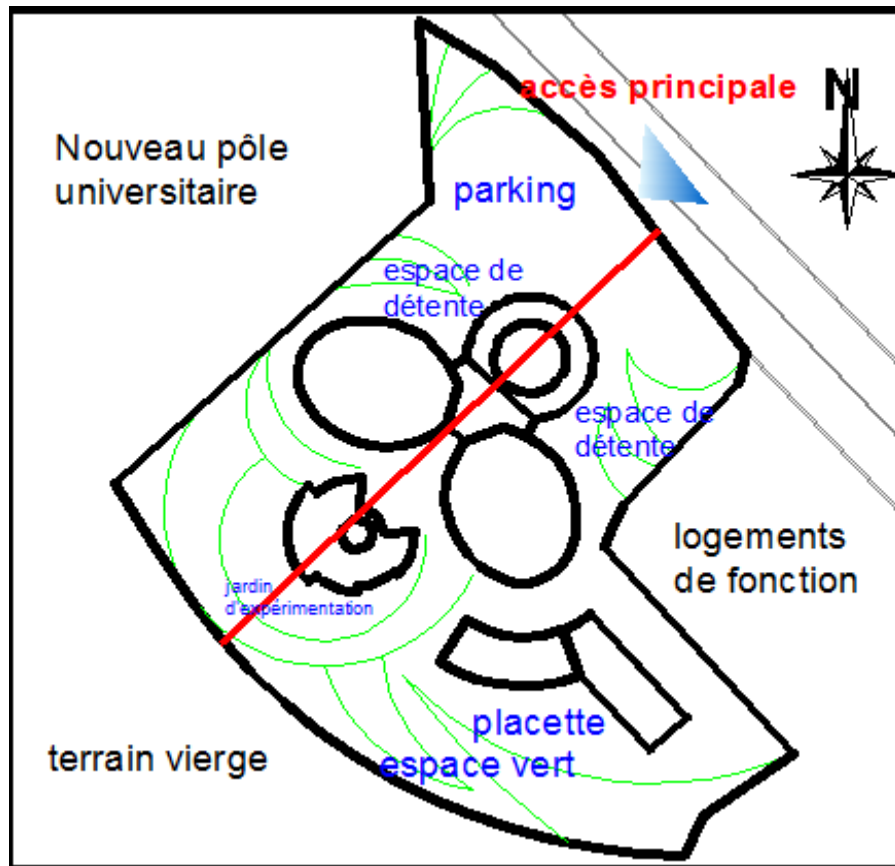 accès principale
N
Nouveau pôle
universitaire
parking
espace de
détente
espace de
détente
logements
de fonction
jardin
d'expérimentation
placette
terrain vierge
espace vert